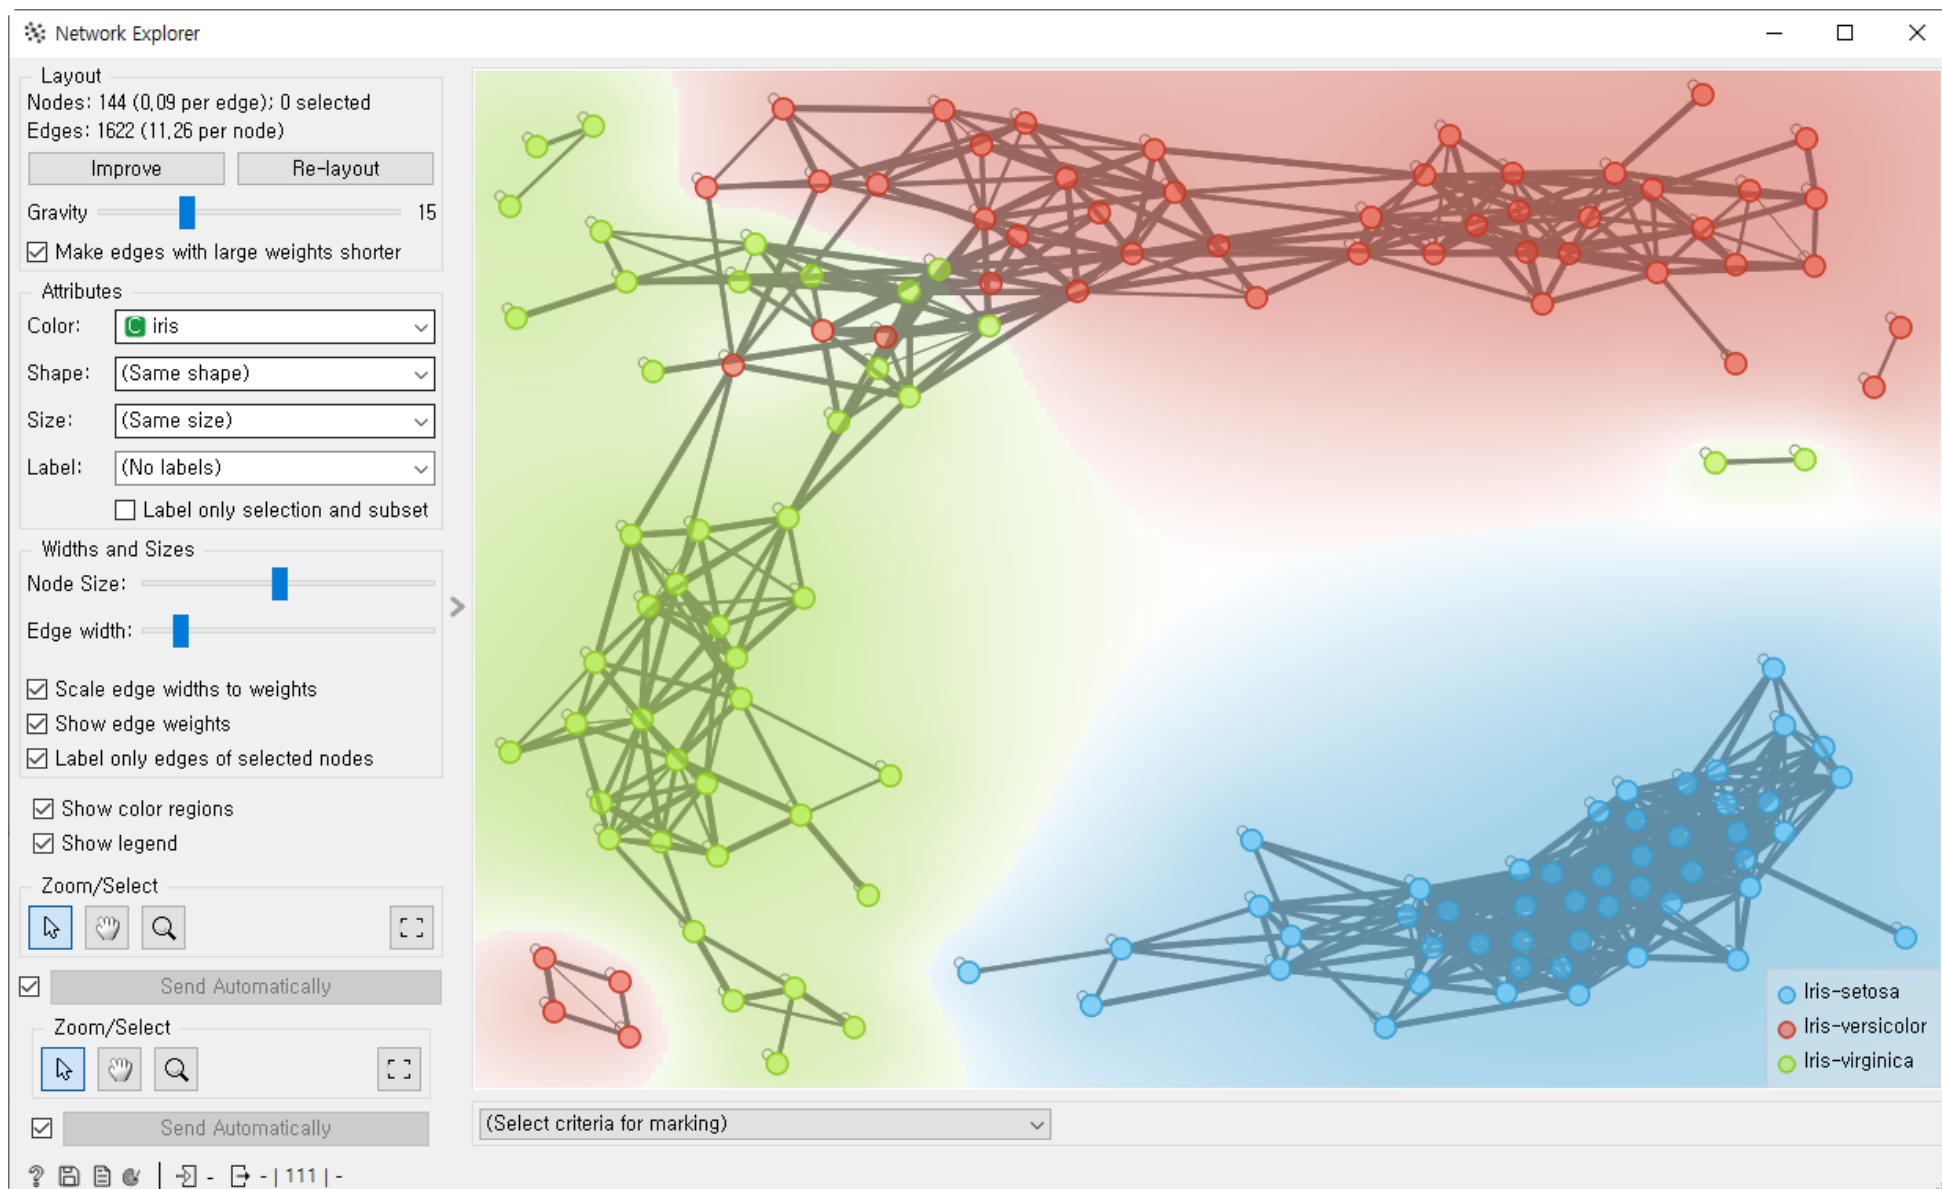 Network Explorer
Layout
Nodes: 144 (0,09 per edge); 0 selected
Edges: 1622 (11,26 per node)
Improve
Re-layout
Gravity
15
Make edges with large weights shorter
Attributes
Color:
C iris
Shape:
(Same shape)
Size:
(Same size)
Label:
(No labels)
Label only selection and subset
Widths and Sizes
Node Size:
Edge width:
Scale edge widths to weights
Show edge weights
Label only edges of selected nodes
Show color regions
Show legend
Zoom/Select
Send Automatically
Zoom/Select
Send Automatically
? - - | 111 | -
Iris-setosa
Iris-versicolor
Iris-virginica
(Select criteria for marking)